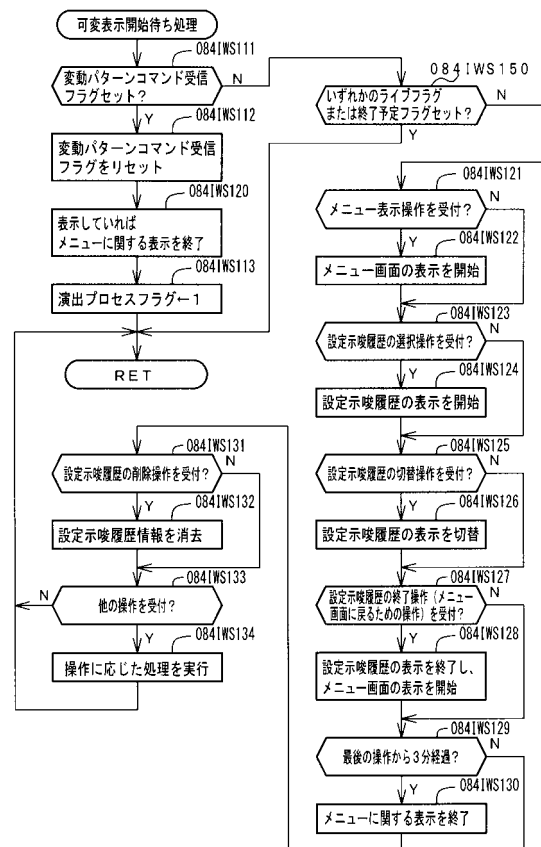 可変表示開始待ち処理
084IWS111
変動パターンコマンド受信
フラグセット？
N
Y
084IWS112
変動パターンコマンド受信
フラグをリセット
084IWS120
表示していれば
メニューに関する表示を終了
084IWS113
演出プロセスフラグ←1
RET
084IWS150
いずれかのライブフラグ
または終了予定フラグセット？
N
Y
084IWS121
メニュー表示操作を受付？
N
Y
084IWS122
メニュー画面の表示を開始
084IWS123
設定示唆履歴の選択操作を受付？
N
Y
084IWS124
設定示唆履歴の表示を開始
084IWS125
設定示唆履歴の切替操作を受付？
N
Y
084IWS126
設定示唆履歴の表示を切替
084IWS127
設定示唆履歴の終了操作（メニュー
画面に戻るための操作）を受付？
N
Y
084IWS128
設定示唆履歴の表示を終了し、
メニュー画面の表示を開始
084IWS129
最後の操作から3分経過？
N
Y
084IWS130
メニューに関する表示を終了
084IWS131
設定示唆履歴の削除操作を受付？
N
Y
084IWS132
設定示唆履歴情報を消去
084IWS133
他の操作を受付？
N
Y
084IWS134
操作に応じた処理を実行